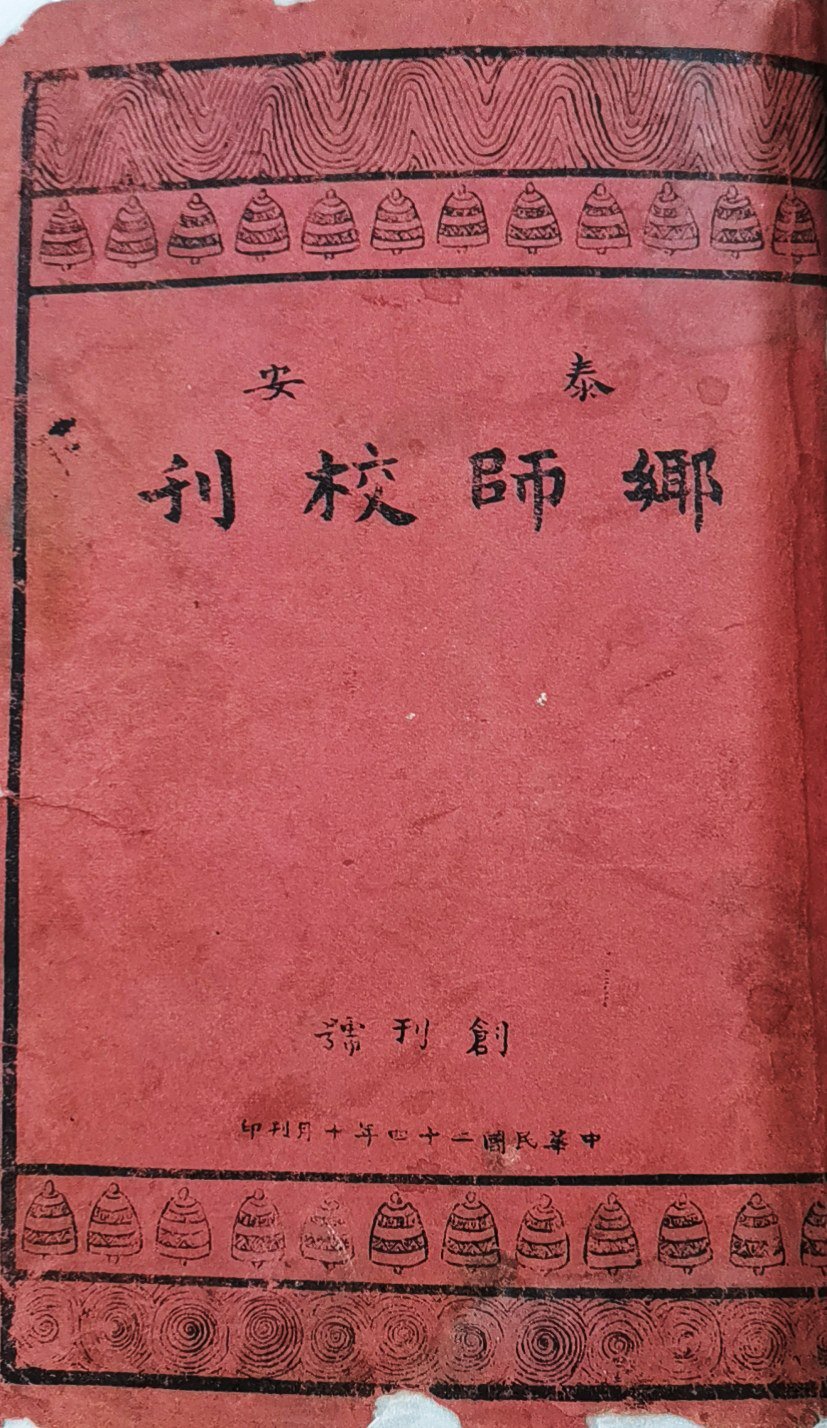 泰安
鄉師校刊
創刊號
中華民國二十四年十月刊印